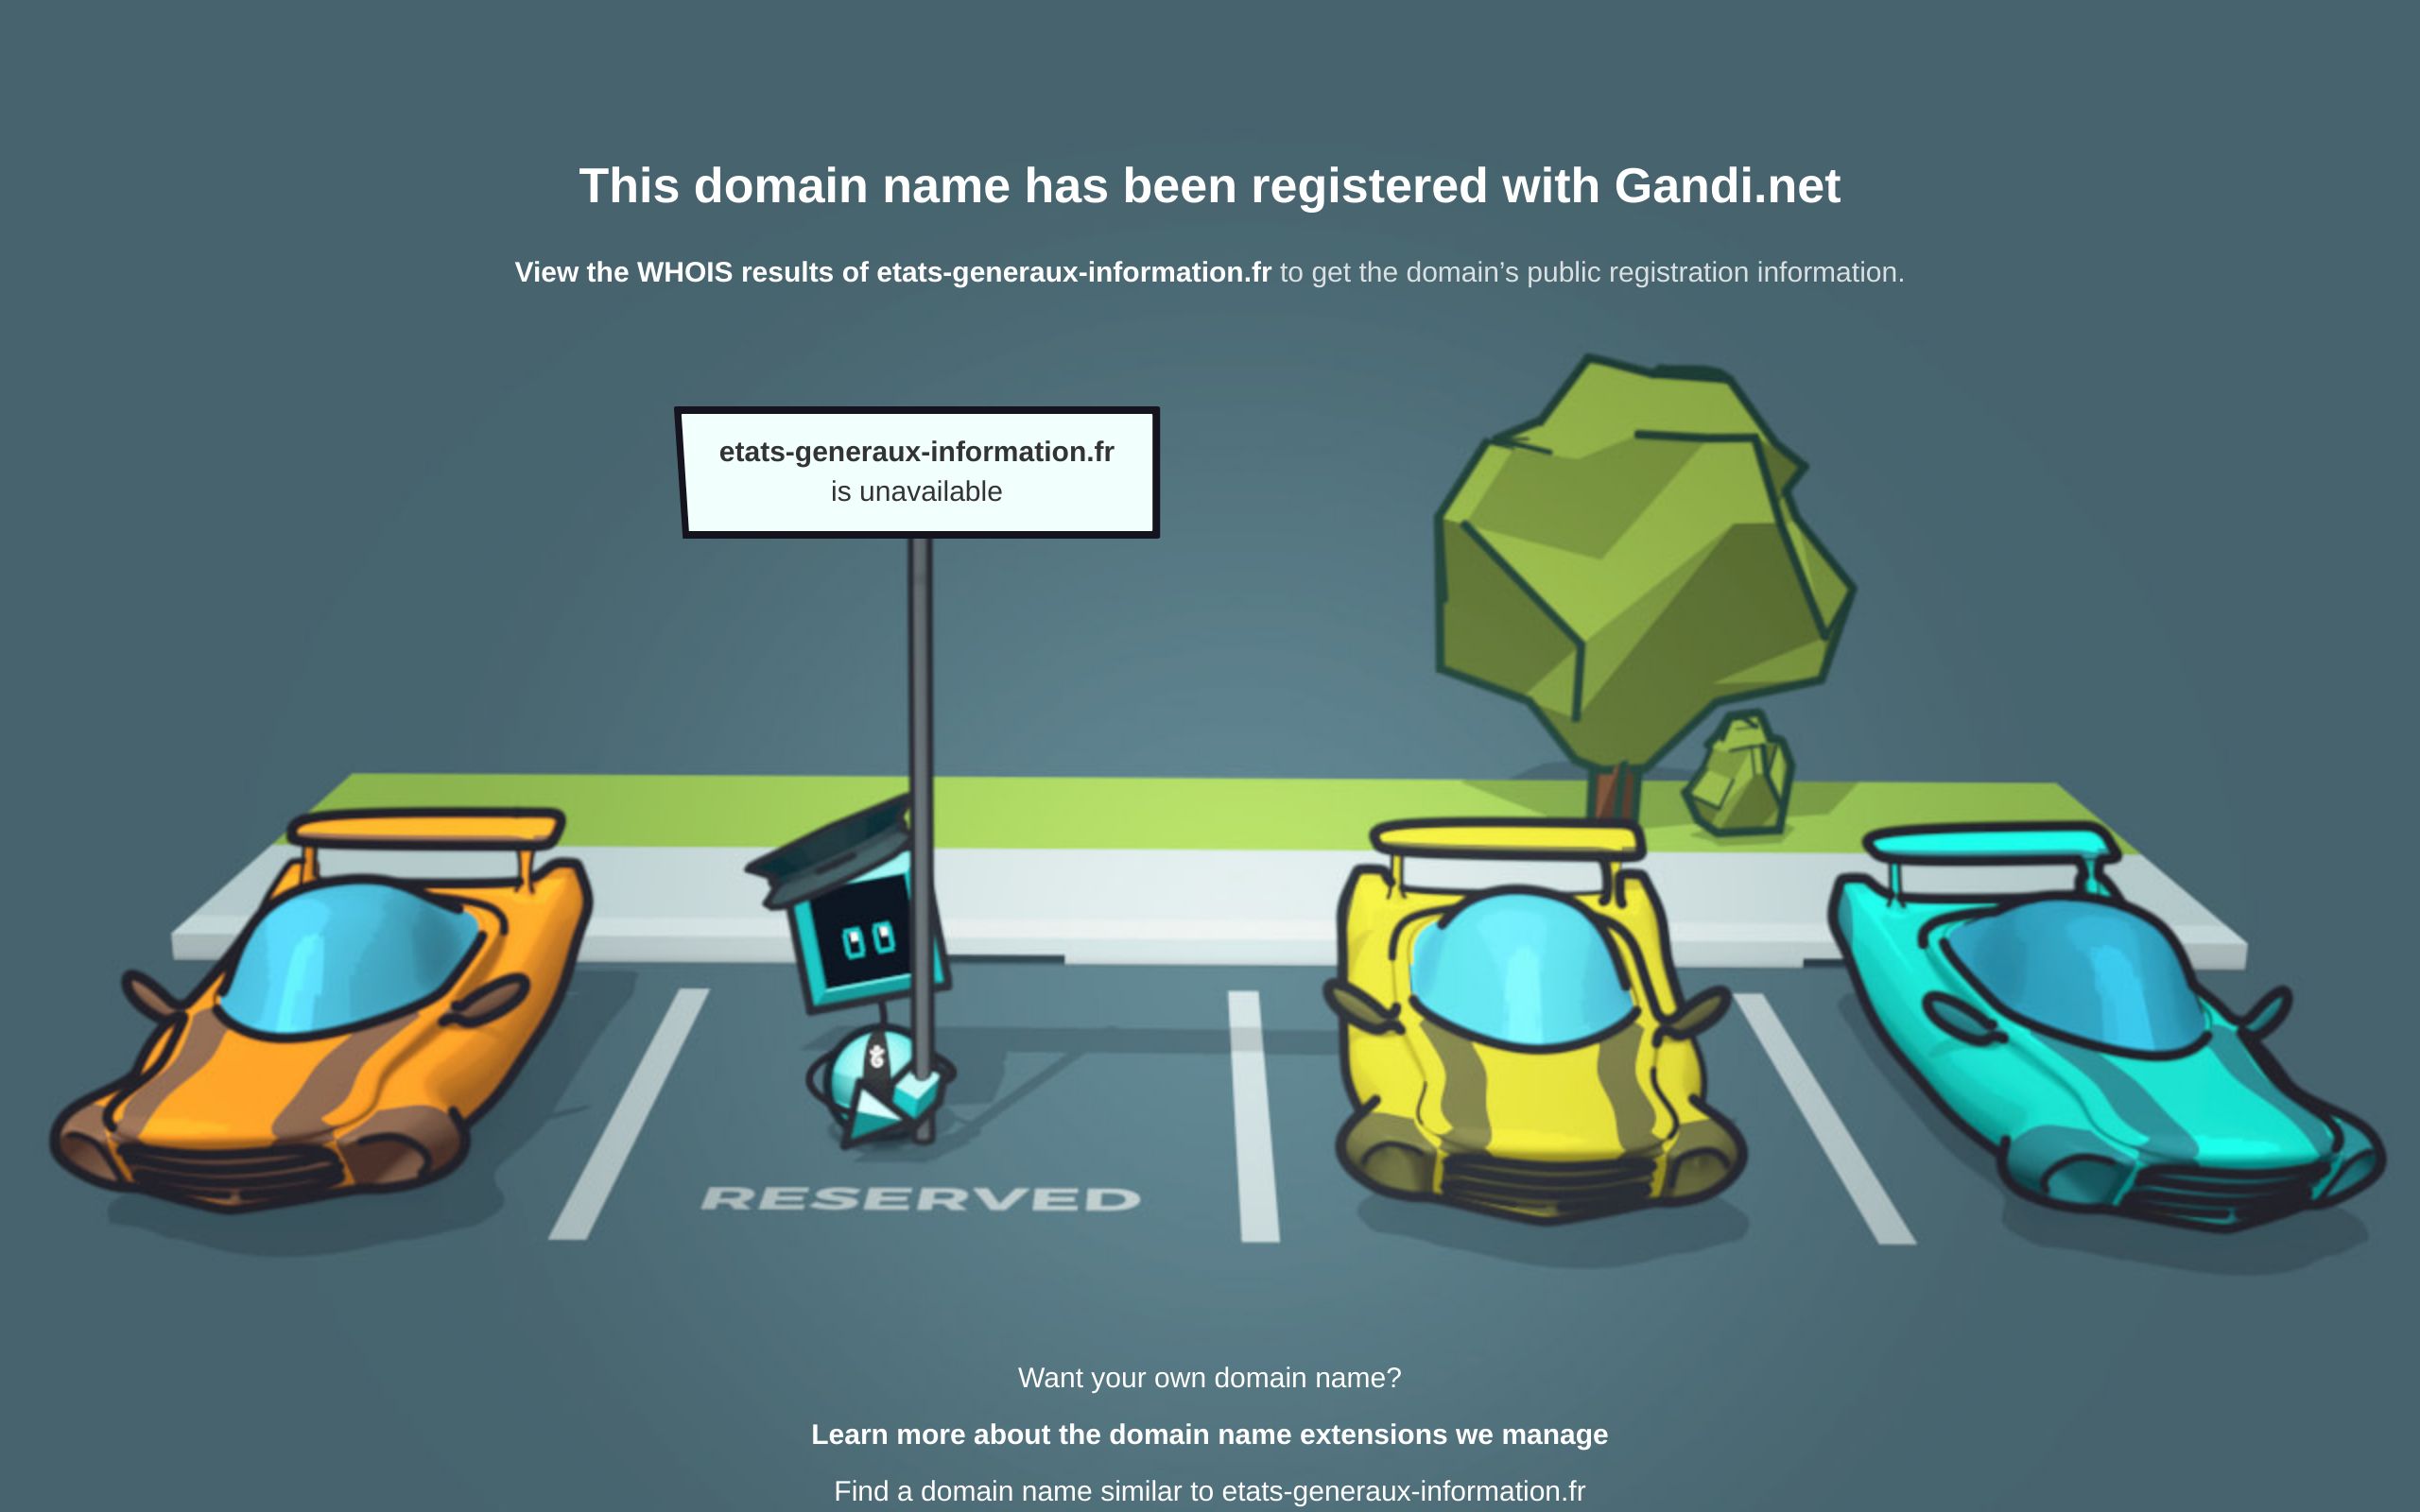 This domain name has been registered with Gandi.net
View the WHOIS results of etats-generaux-information.fr to get the domain’s public registration information.
etats-generaux-information.fr
is unavailable
RESERVED
Want your own domain name?
Learn more about the domain name extensions we manage
Find a domain name similar to etats-generaux-information.fr